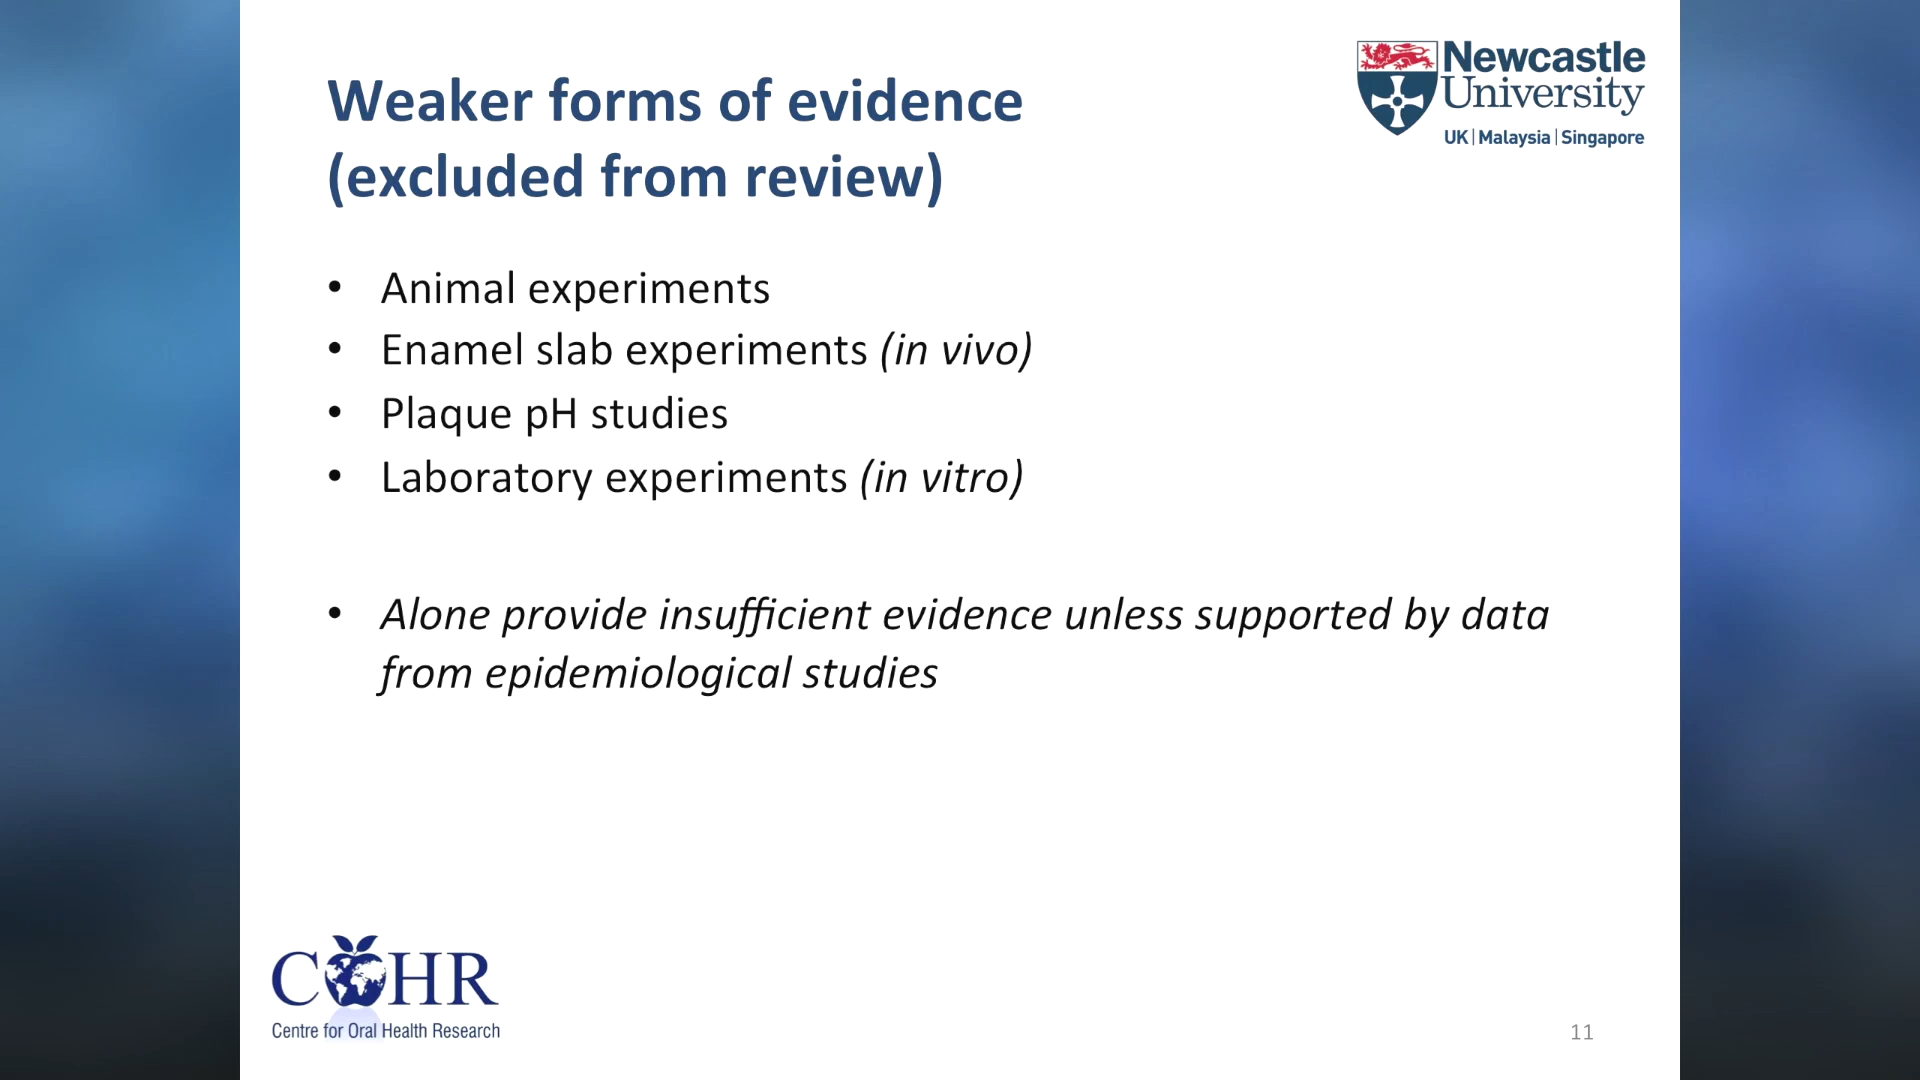 Weaker forms of evidence
(excluded from review)
Newcastle
University
UK | Malaysia | Singapore
• Animal experiments
• Enamel slab experiments (in vivo)
• Plaque pH studies
• Laboratory experiments (in vitro)
• Alone provide insufficient evidence unless supported by data
from epidemiological studies
COHR
Centre for Oral Health Research
11